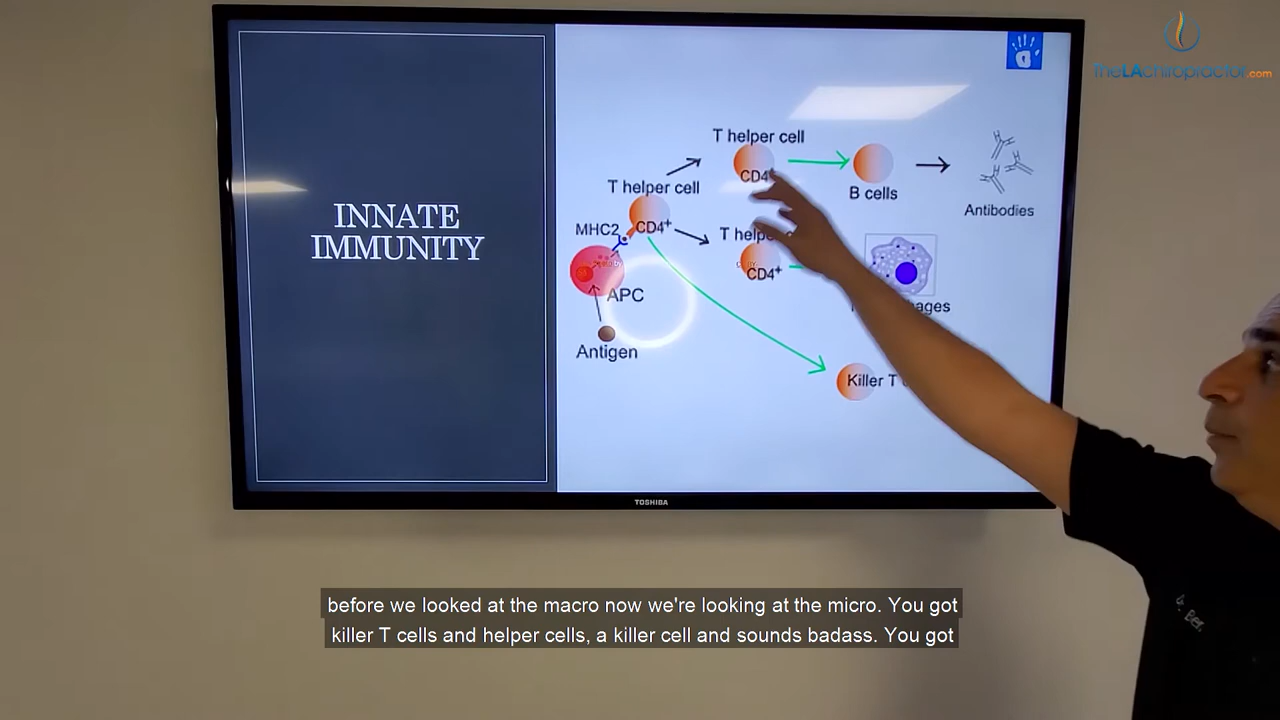 TheLAchiropractor.com
INNATE
IMMUNITY
T helper cell
CD4
B cells
Antibodies
T helper cell
MHC2
CD4+
CD4+
APC
Antigen
Killer T
TOSHIBA
before we looked at the macro now we're looking at the micro. You got
killer T cells and helper cells, a killer cell and sounds badass. You got